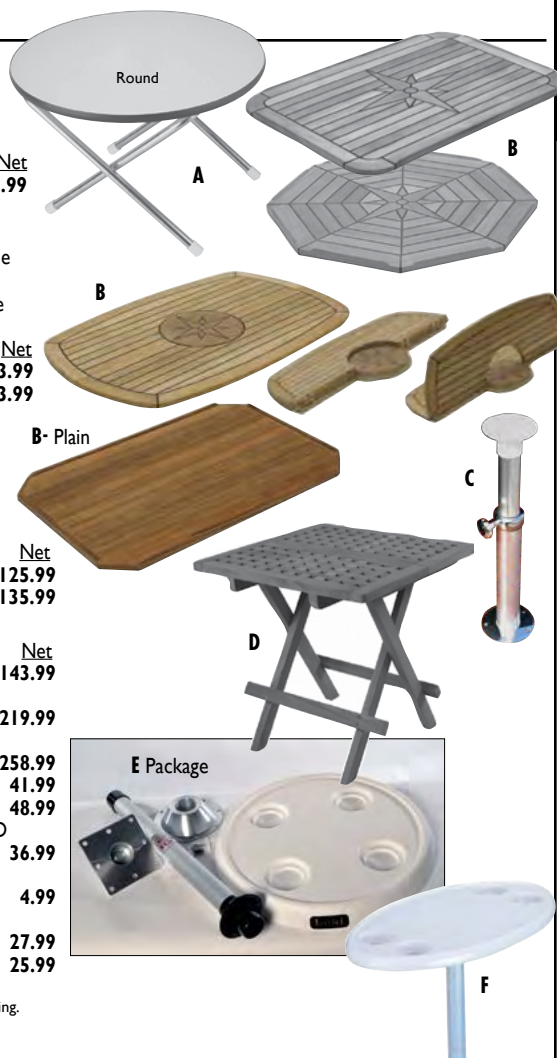 Round
B
A
Net
.99
e
B
e
Net
3.99
3.99
B- Plain
C
Net
125.99
135.99
D
Net
143.99
219.99
E Package
258.99
41.99
48.99
O
36.99
4.99
27.99
25.99
F
ing.